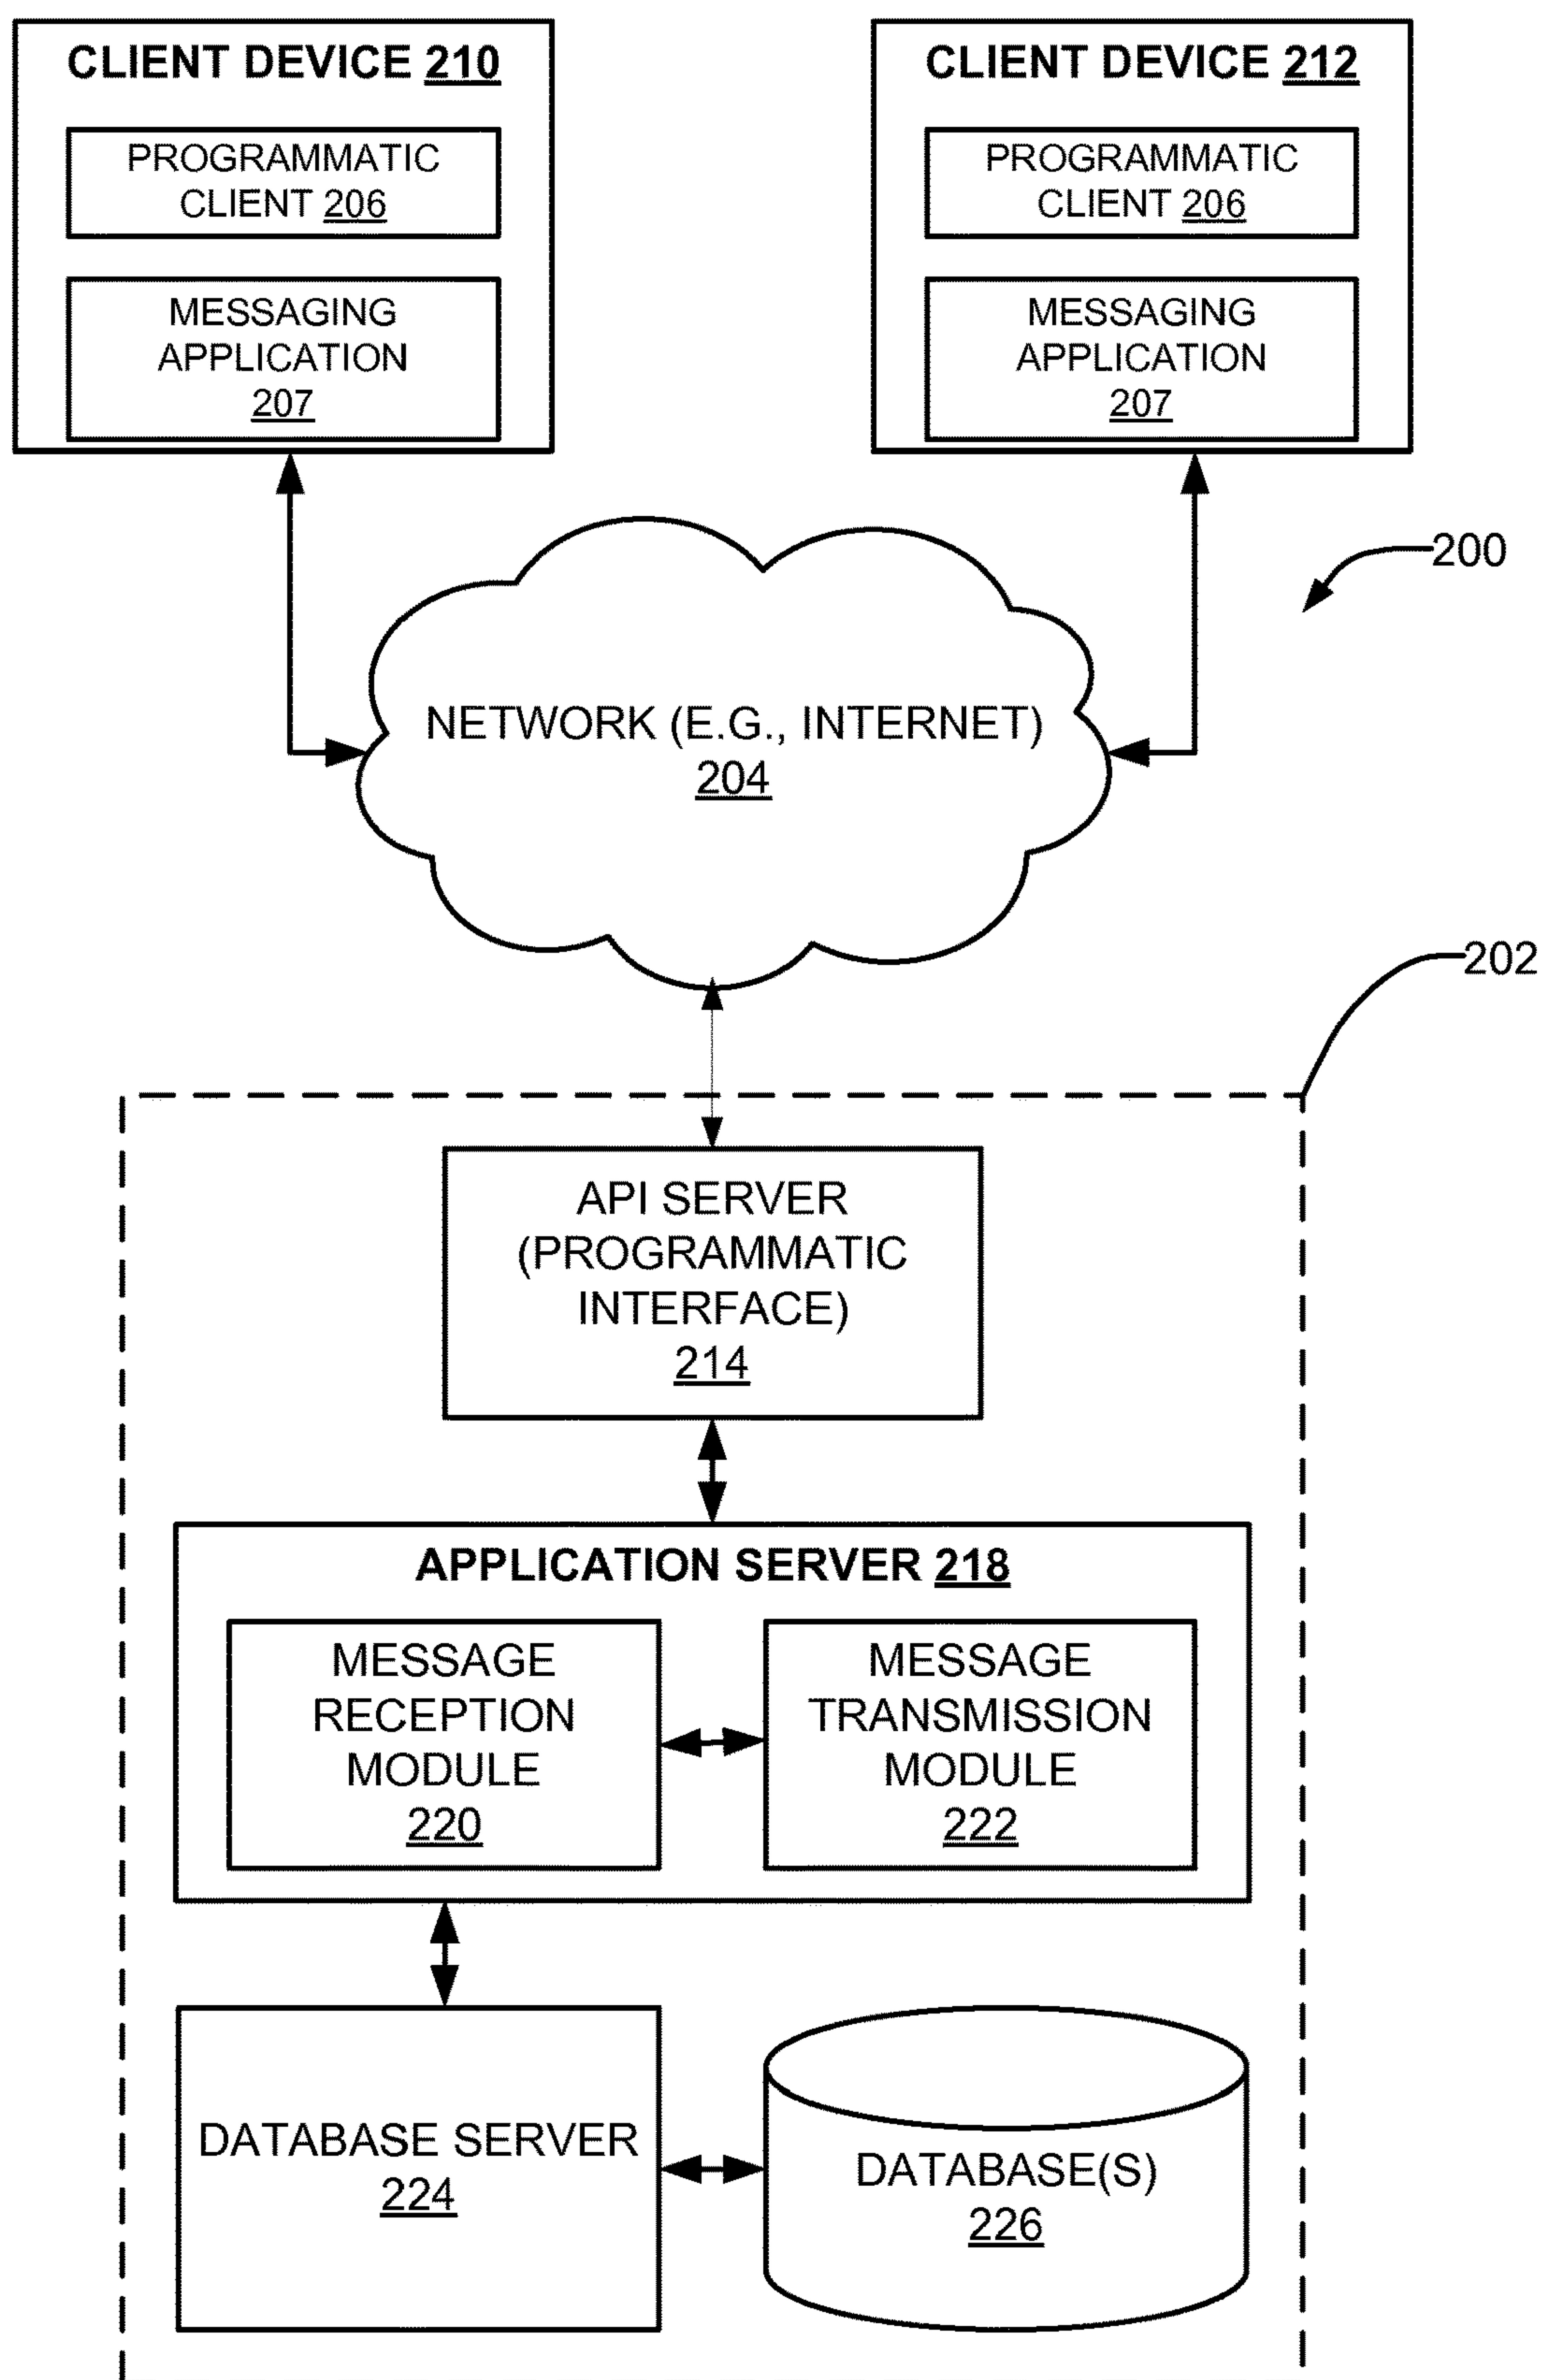 CLIENT DEVICE 210
PROGRAMMATIC
CLIENT 206
MESSAGING
APPLICATION
207
CLIENT DEVICE 212
PROGRAMMATIC
CLIENT 206
MESSAGING
APPLICATION
207
200
NETWORK (E.G., INTERNET)
204
202
API SERVER
(PROGRAMMATIC
INTERFACE)
214
APPLICATION SERVER 218
MESSAGE
RECEPTION
MODULE
220
MESSAGE
TRANSMISSION
MODULE
222
DATABASE SERVER
224
DATABASE(S)
226